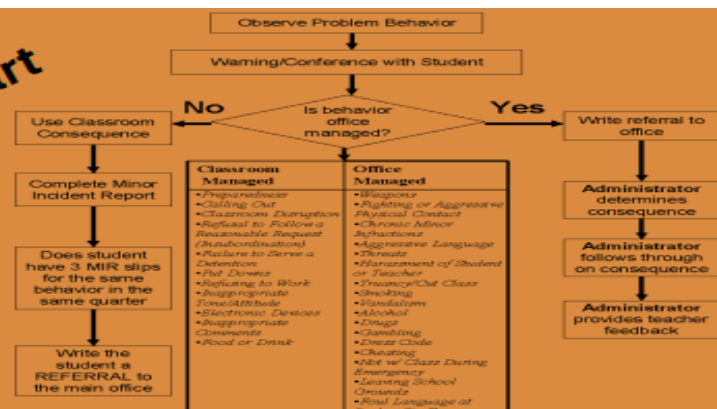 Observe Problem Behavior
Warning/Conference with Student
Is behavior
office
managed?
No
Yes
Use Classroom
Consequence
Complete Minor
Incident Report
Does student
have 3 MIR slips
for the same
behavior in the
same quarter
Write the
student a
REFERRAL to
the main office
Classroom
Managed
•Preparedness
•Calling Out
•Classroom Disruption
•Refusal to Follow a
Reasonable Request
(Insubordination)
•Failure to Serve a
Detention
•Put Downs
•Refusing to Work
•Inappropriate
Tone/Attitude
•Electronic Devices
•Inappropriate
Comments
•Food or Drink
Office
Managed
•Weapons
•Fighting or Aggressive
Physical Contact
•Chronic Minor
Infractions
•Aggressive Language
•Threats
•Harassment of Student
or Teacher
•Truancy/Cut Class
•Smoking
•Vandalism
•Alcohol
•Drugs
•Gambling
•Dress Code
•Cheating
•Not w/ Class During
Emergency
•Leaving School
Grounds
•Foul Language at
Write referral to
office
Administrator
determines
consequence
Administrator
follows through
on consequence
Administrator
provides teacher
feedback